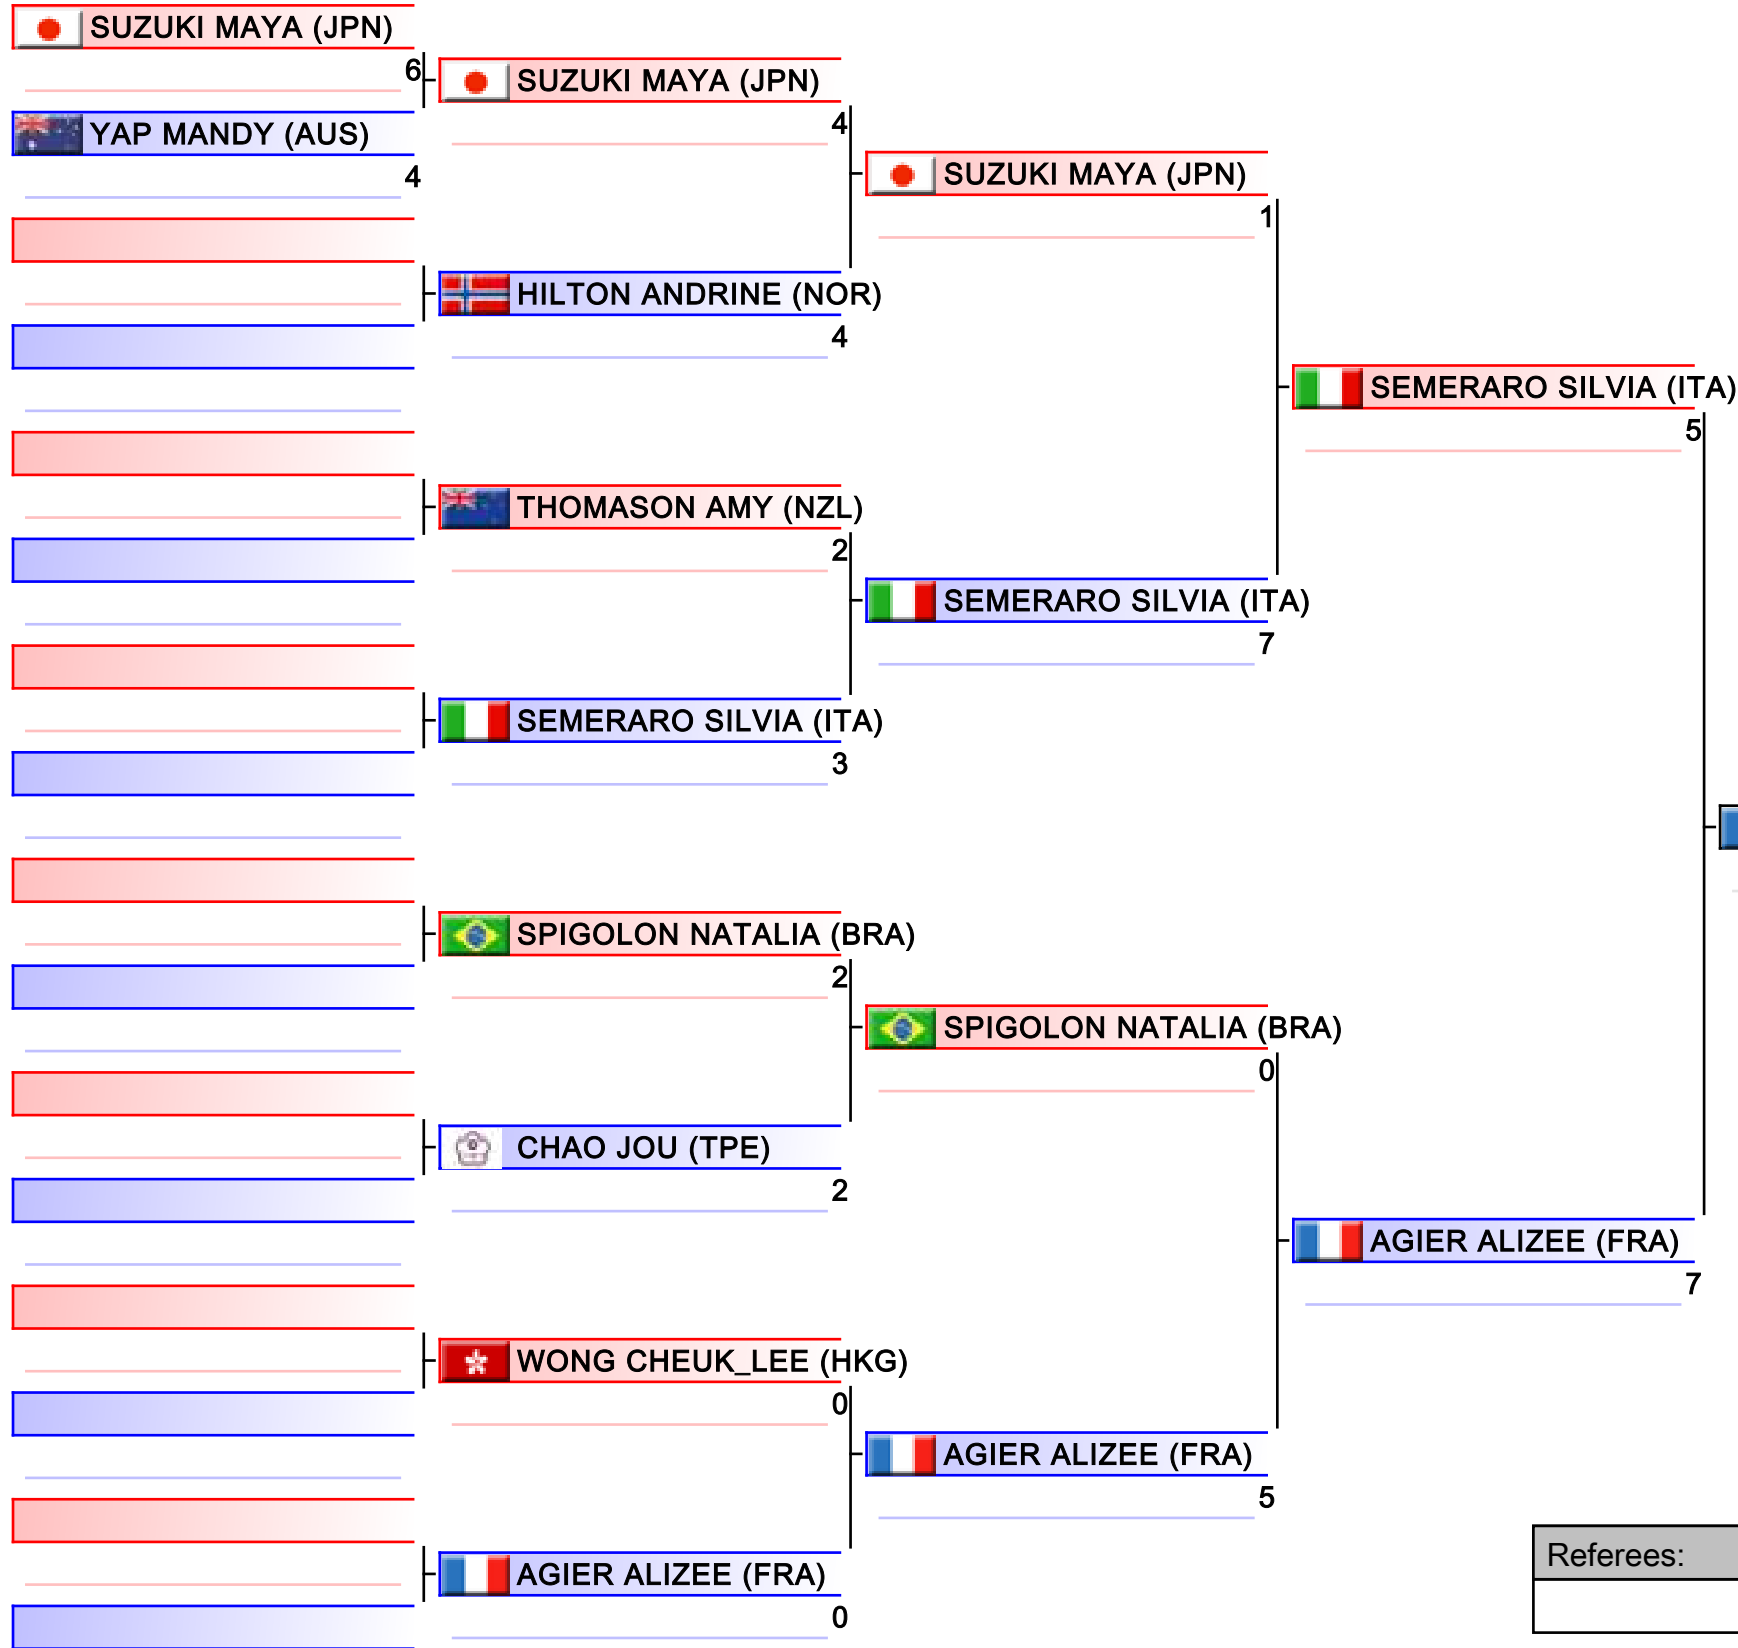 SUZUKI MAYA (JPN)
6
YAP MANDY (AUS)
4
SUZUKI MAYA (JPN)
4
HILTON ANDRINE (NOR)
4
THOMASON AMY (NZL)
2
SEMERARO SILVIA (ITA)
3
SPIGOLON NATALIA (BRA)
2
CHAO JOU (TPE)
2
WONG CHEUK_LEE (HKG)
0
AGIER ALIZEE (FRA)
0
SUZUKI MAYA (JPN)
1
SEMERARO SILVIA (ITA)
7
SPIGOLON NATALIA (BRA)
0
AGIER ALIZEE (FRA)
5
SEMERARO SILVIA (ITA)
5
AGIER ALIZEE (FRA)
7
Referees: